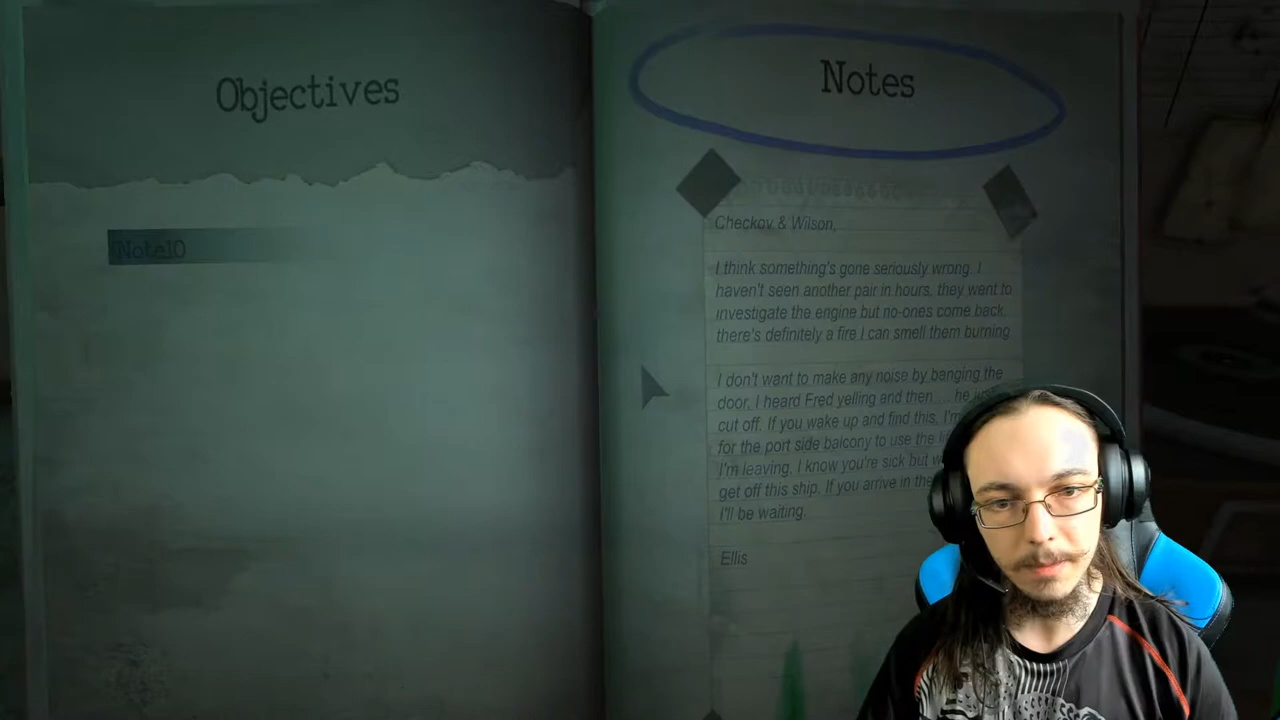 Objectives
Note10
Notes
Checkov & Wilson,
I think something's gone seriously wrong. I
haven't seen another pair in hours, they went to
investigate the engine but no-ones come back,
there's definitely a fire I can smell them burning.
I don't want to make any noise by banging the
door, I heard Fred yelling and then.... he
cut off. If you wake up and find this, I'm
for the port side balcony to use the
I'm leaving, I know you're sick but
get off this ship. If you arrive in the
I'll be waiting.
Ellis